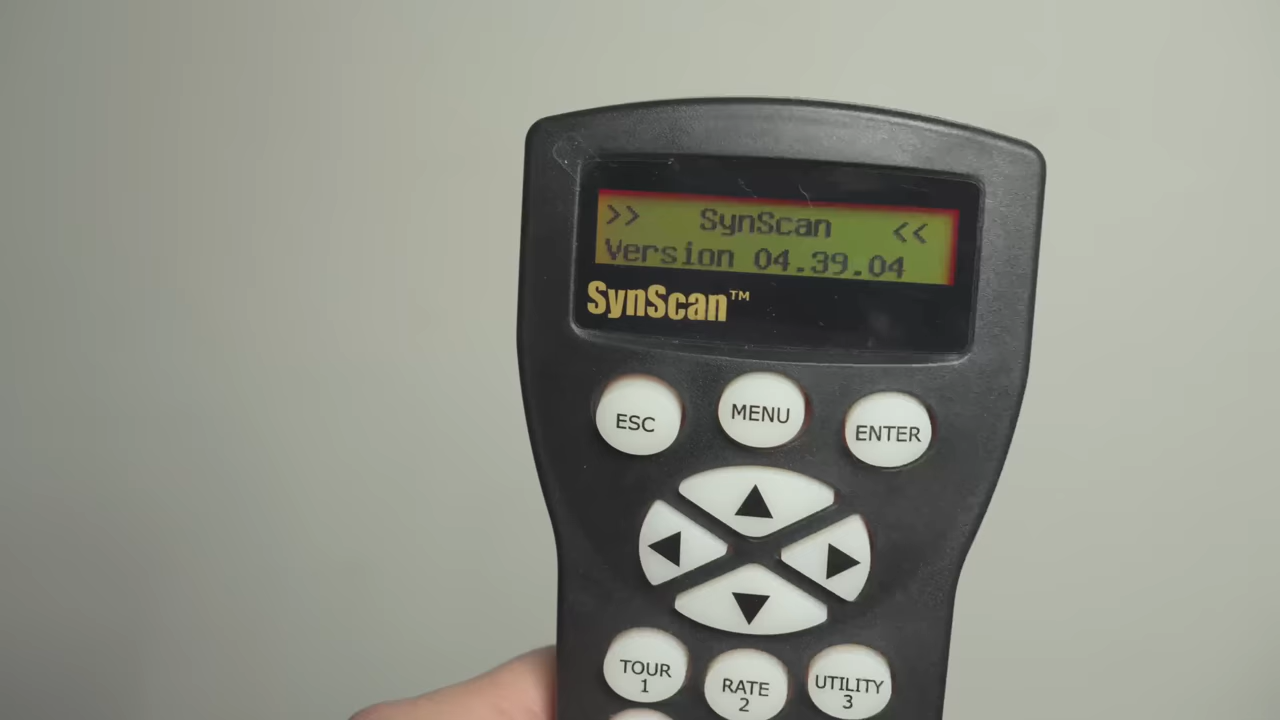 >> SynScan <<
Version 04.39.04
SynScan™
ESC MENU ENTER
TOUR RATE UTILITY
1 2 3